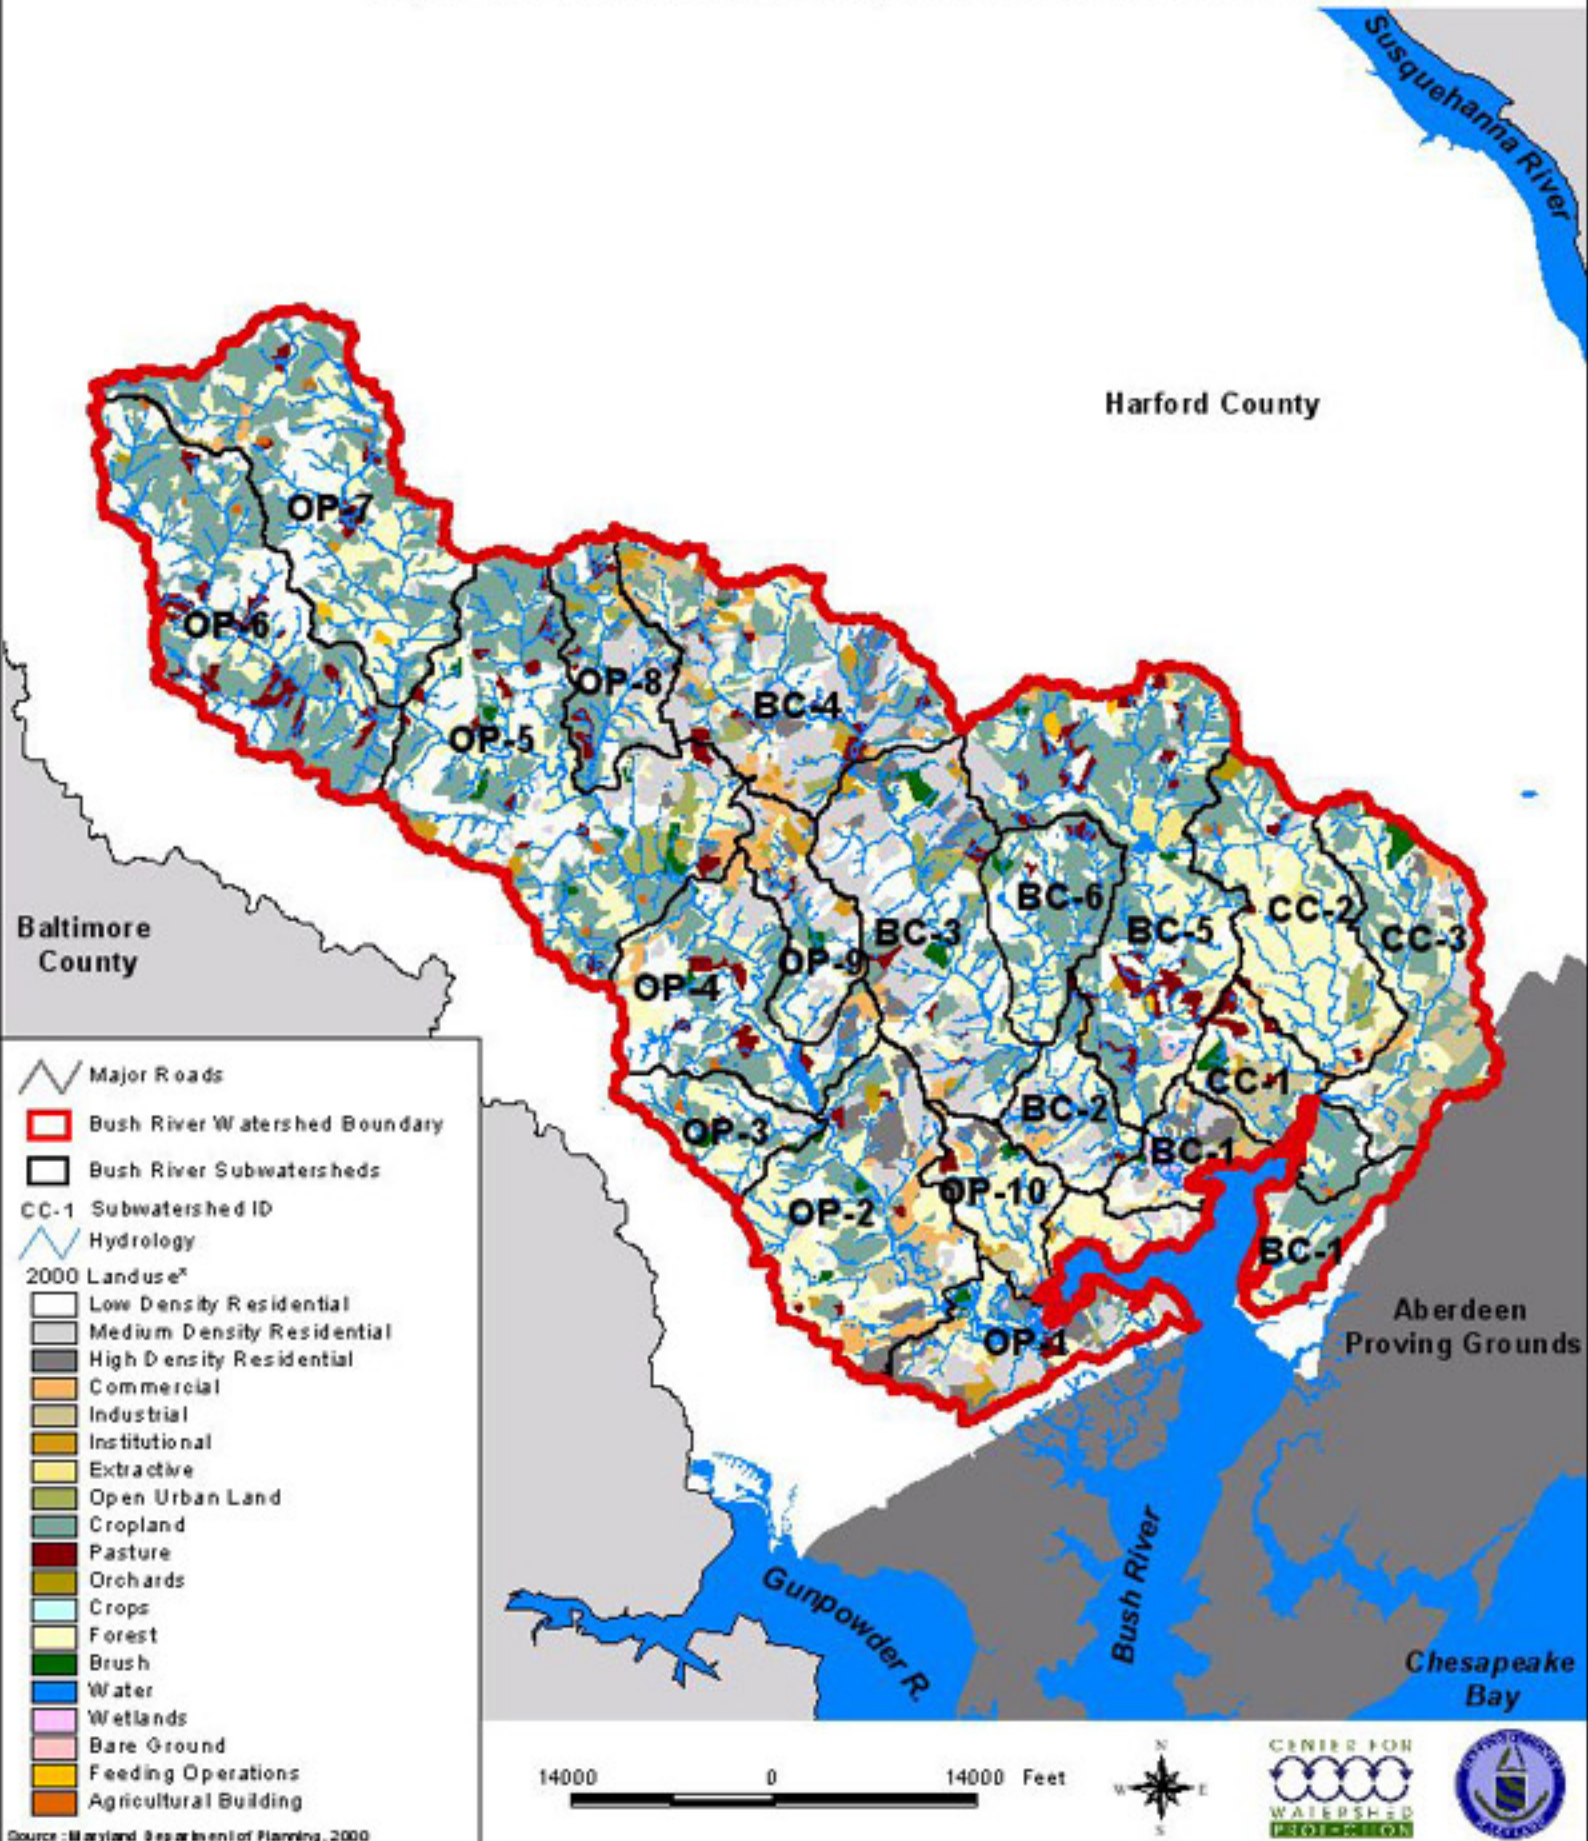 Susquehanna River
Harford County
OP-7
OP-6
OP-8
BC-4
OP-5
BC-6
CC-2
BC-5
BC-3
CC-3
OP-9
OP-4
Baltimore
County
CC-1
BC-2
OP-3
BC-1
OP-10
OP-2
BC-1
OP-1
Aberdeen
Proving Grounds
Major Roads
Bush River Watershed Boundary
Bush River Subwatersheds
CC-1 Subwatershed ID
Hydrology
2000 Landuse*
Low Density Residential
Medium Density Residential
High Density Residential
Commercial
Industrial
Institutional
Extractive
Open Urban Land
Cropland
Pasture
Orchards
Crops
Forest
Brush
Water
Wetlands
Bare Ground
Feeding Operations
Agricultural Building
Source: Maryland Department of Planning, 2000
Gunpowder R.
Bush River
Chesapeake
Bay
14000 0 14000 Feet
N
W E
S
CENTER FOR
WATERSHED
PROTECTION